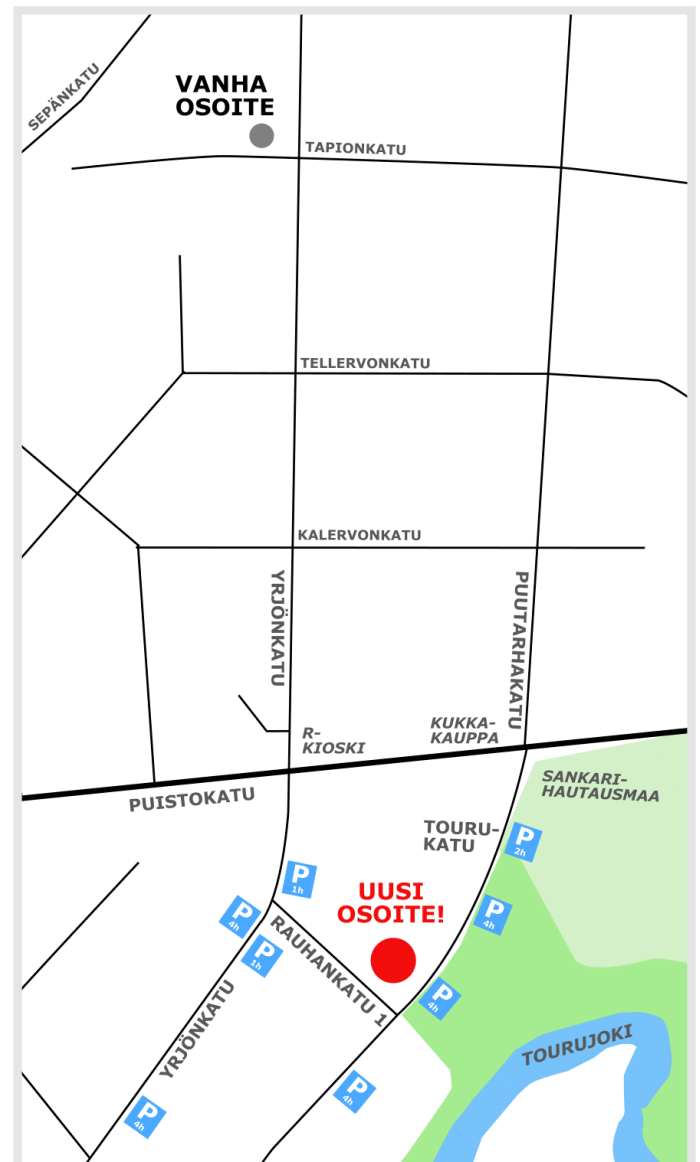 SEPÄNKATU
VANHA
OSOITE
TAPIONKATU
TELLERVONKATU
KALERVONKATU
YRJÖNKATU
PUUTARHAKATU
R-
KIOSKI
KUKKA-
KAUPPA
PUISTOKATU
SANKARI-
HAUTAUSMAA
TOURU-
KATU
P
2h
P
1h
UUSI
OSOITE!
P
4h
P
4h
P
1h
RAUHANKATU 1
P
4h
YRJÖNKATU
TOURUJOKI
P
4h
P
4h